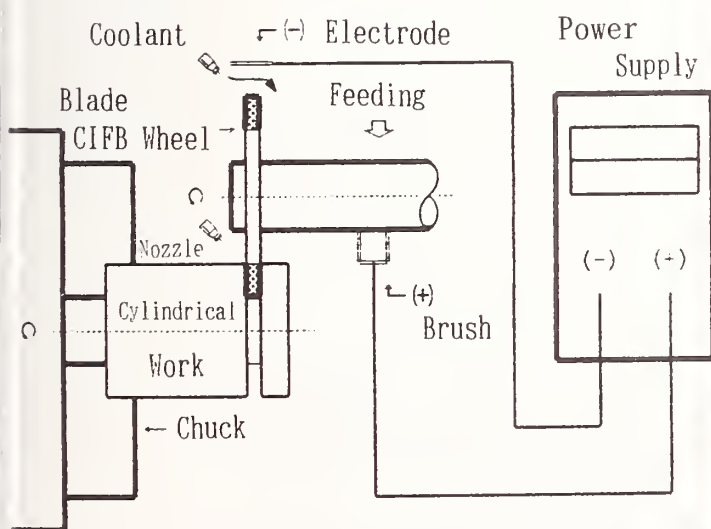 Coolant
(-) Electrode
Power
Supply
Blade
CIFB Wheel
Feeding
Nozzle
(-) (+)
Cylindrical
Work
(+)
Brush
Chuck